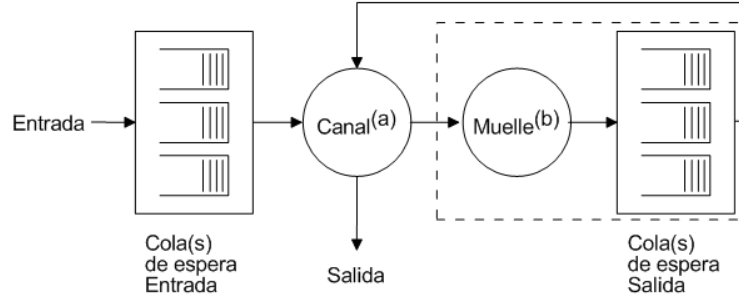 Entrada
Canal(a)
Muelle(b)
Cola(s)
de espera
Entrada
Salida
Cola(s)
de espera
Salida